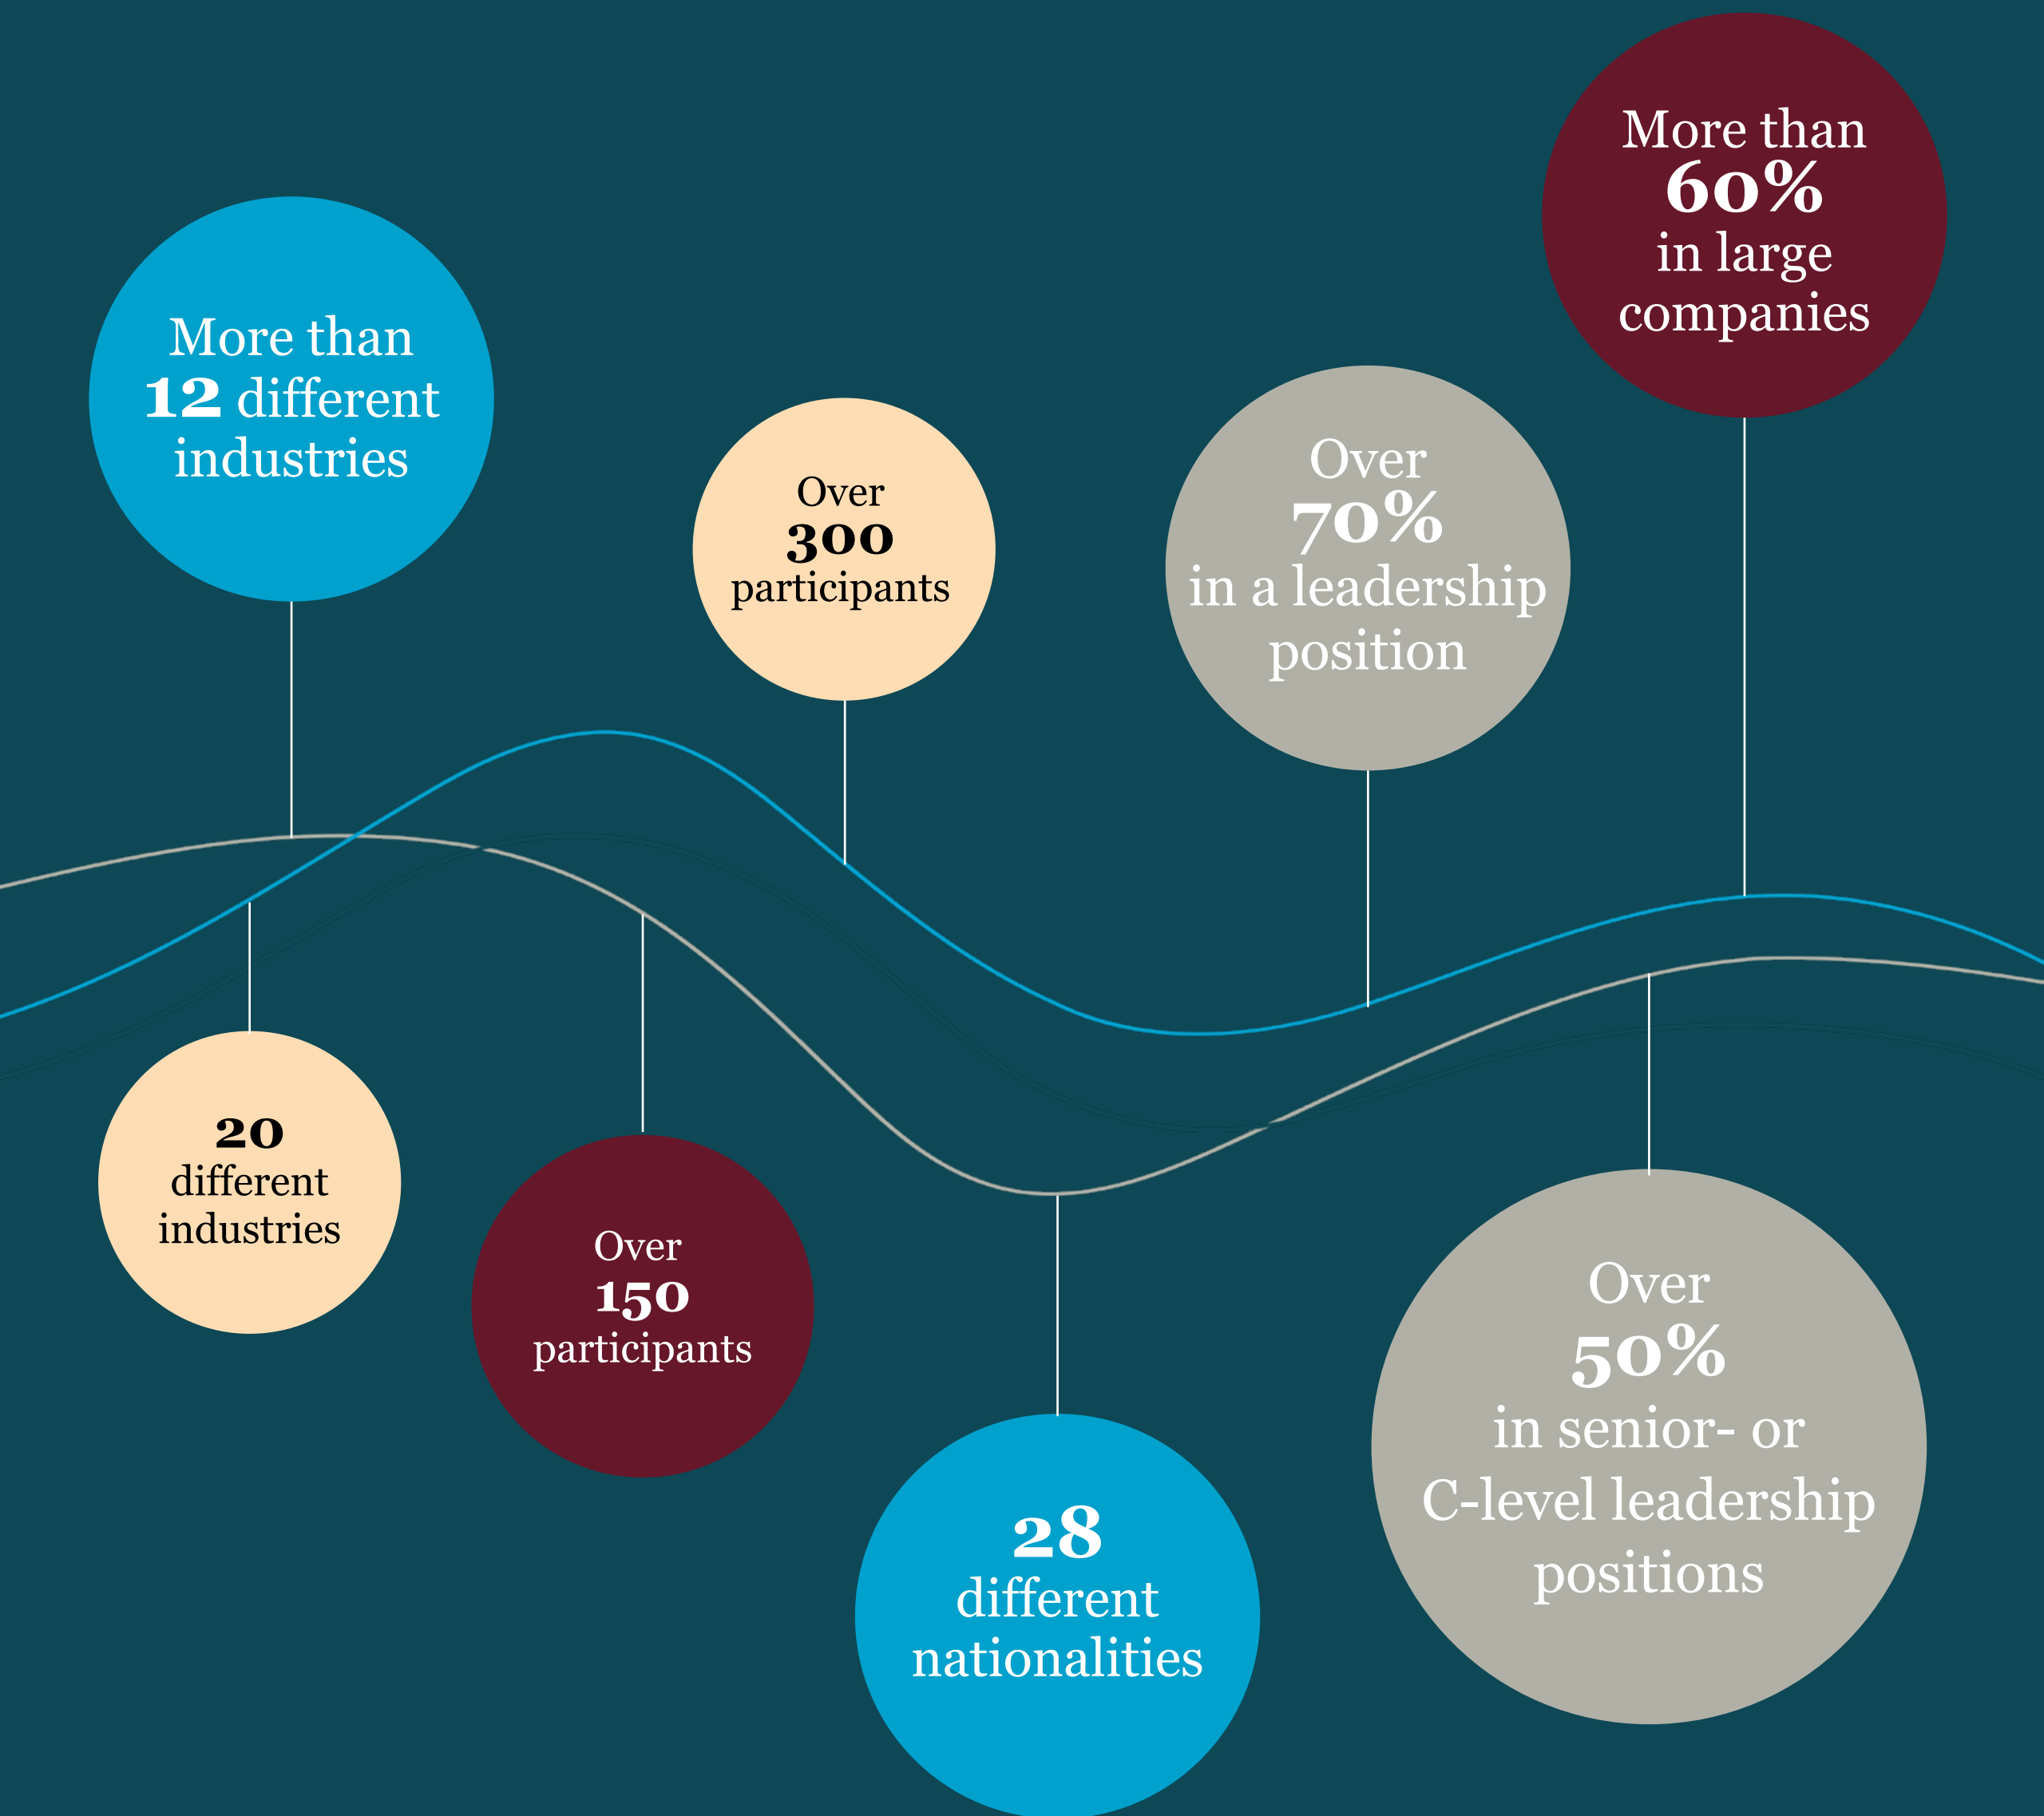 More than
12 different
industries
Over
300
participants
Over
70%
in a leadership
position
More than
60%
in large
companies
20
different
industries
Over
150
participants
28
different
nationalities
Over
50%
in senior- or
C-level leadership
positions